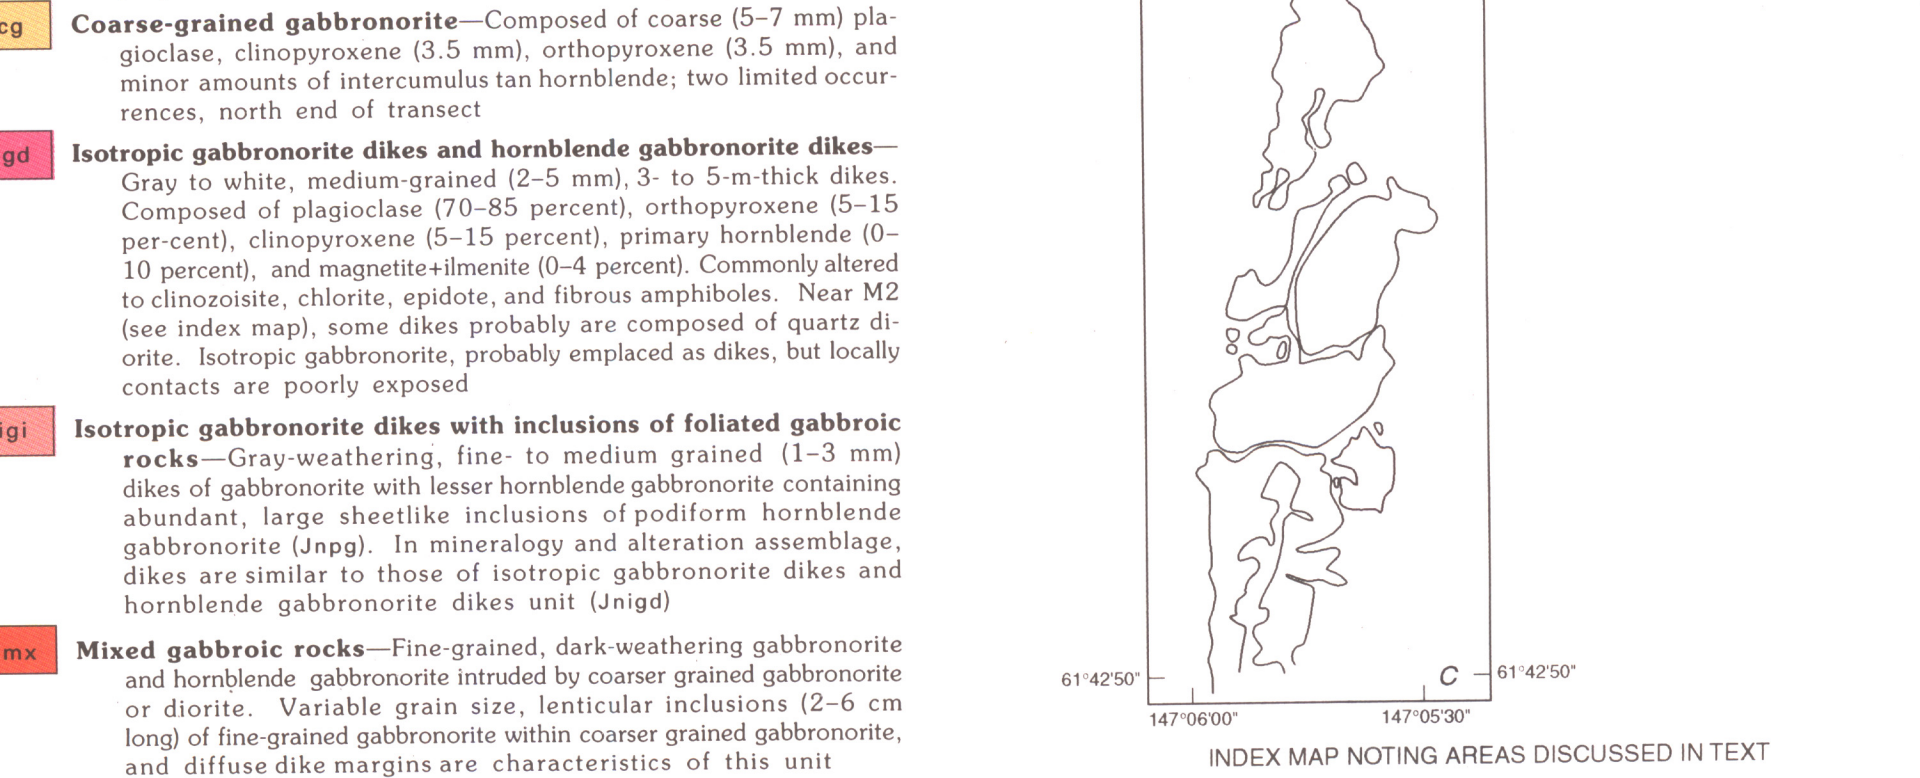 cg
Coarse-grained gabbronorite—Composed of coarse (5–7 mm) pla-
gioclase, clinopyroxene (3.5 mm), orthopyroxene (3.5 mm), and
minor amounts of intercumulus tan hornblende; two limited occur-
rences, north end of transect
gd
Isotropic gabbronorite dikes and hornblende gabbronorite dikes—
Gray to white, medium-grained (2–5 mm), 3- to 5-m-thick dikes.
Composed of plagioclase (70–85 percent), orthopyroxene (5–15
per-cent), clinopyroxene (5–15 percent), primary hornblende (0–
10 percent), and magnetite+ilmenite (0–4 percent). Commonly altered
to clinozoisite, chlorite, epidote, and fibrous amphiboles. Near M2
(see index map), some dikes probably are composed of quartz di-
orite. Isotropic gabbronorite, probably emplaced as dikes, but locally
contacts are poorly exposed
igi
Isotropic gabbronorite dikes with inclusions of foliated gabbroic
rocks—Gray-weathering, fine- to medium grained (1–3 mm)
dikes of gabbronorite with lesser hornblende gabbronorite containing
abundant, large sheetlike inclusions of podiform hornblende
gabbronorite (Jnpg). In mineralogy and alteration assemblage,
dikes are similar to those of isotropic gabbronorite dikes and
hornblende gabbronorite dikes unit (Jnigd)
mx
Mixed gabbroic rocks—Fine-grained, dark-weathering gabbronorite
and hornblende gabbronorite intruded by coarser grained gabbronorite
or diorite. Variable grain size, lenticular inclusions (2–6 cm
long) of fine-grained gabbronorite within coarser grained gabbronorite,
and diffuse dike margins are characteristics of this unit
61°42'50"
C
61°42'50"
147°06'00"
147°05'30"
INDEX MAP NOTING AREAS DISCUSSED IN TEXT